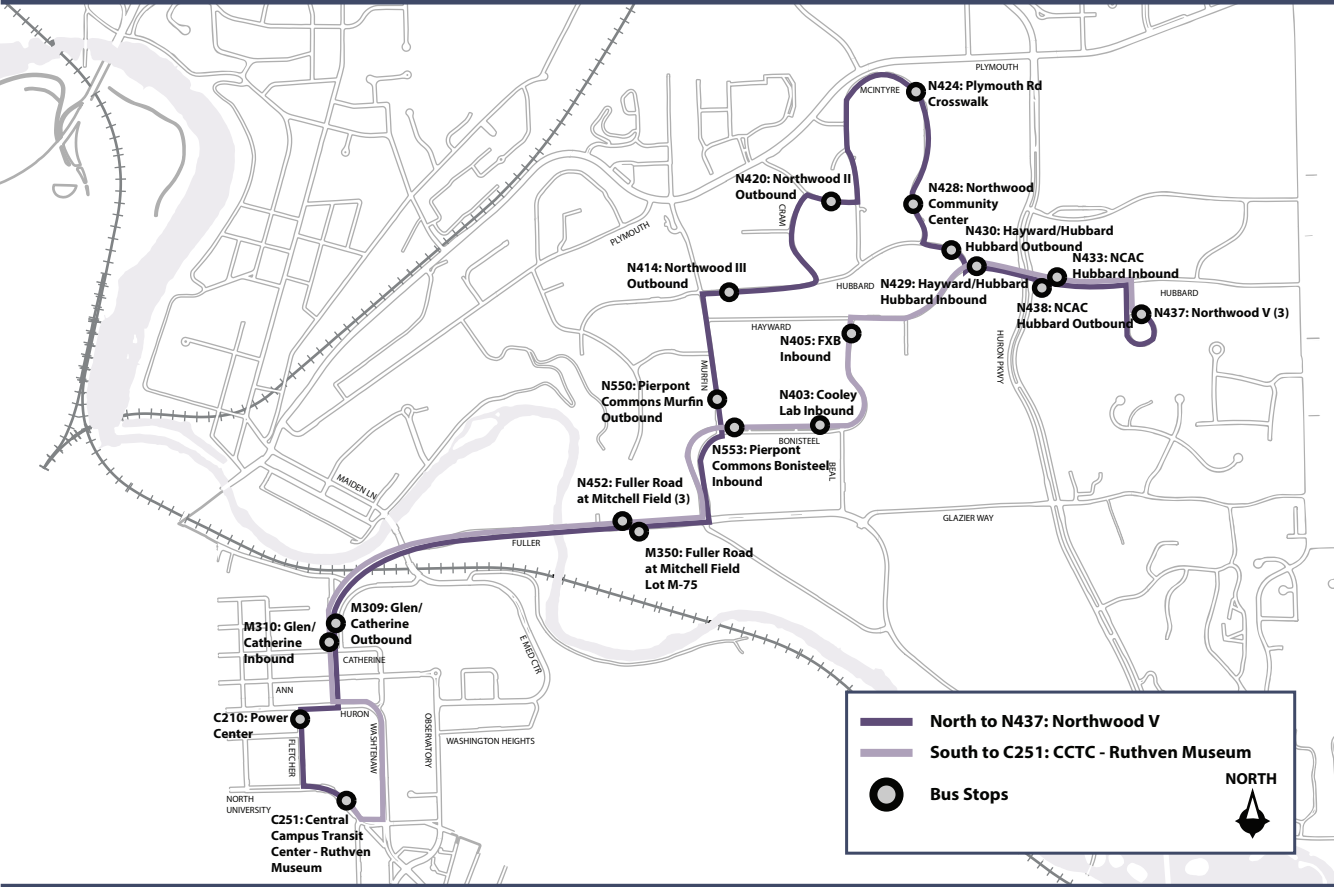 PLYMOUTH
MCINTYRE
N424: Plymouth Rd
Crosswalk
N420: Northwood II
Outbound
CRAM
N428: Northwood
Community
Center
PLYMOUTH
N430: Hayward/Hubbard
Hubbard Outbound
N433: NCAC
Hubbard Inbound
N414: Northwood III
Outbound
HUBBARD
N429: Hayward/Hubbard
Hubbard Inbound
HUBBARD
N438: NCAC
Hubbard Outbound
N437: Northwood V (3)
HAYWARD
N405: FXB
Inbound
HURON PKWY
MURFIN
N550: Pierpont
Commons Murfin
Outbound
N403: Cooley
Lab Inbound
BONISTEEL
N553: Pierpont
Commons Bonisteel
Inbound
BEAL
MAIDEN LN
N452: Fuller Road
at Mitchell Field (3)
GLAZIER WAY
FULLER
M350: Fuller Road
at Mitchell Field
Lot M-75
M309: Glen/
Catherine
Outbound
M310: Glen/
Catherine
Inbound
E MED CTR
CATHERINE
ANN
C210: Power
Center
HURON
FLETCHER
WASHTENAW
OBSERVATORY
WASHINGTON HEIGHTS
NORTH
UNIVERSITY
C251: Central
Campus Transit
Center - Ruthven
Museum
North to N437: Northwood V
South to C251: CCTC - Ruthven Museum
Bus Stops
NORTH